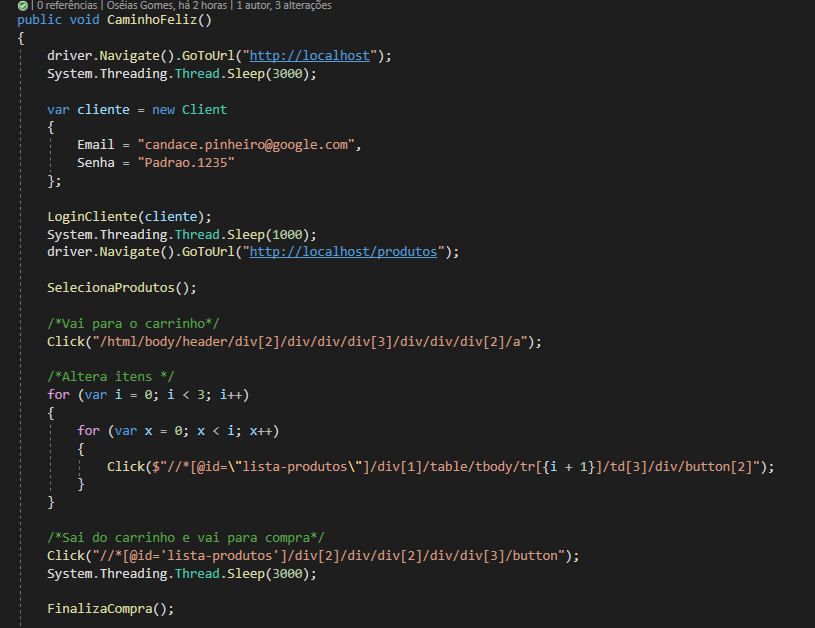 0 referências | Oséias Gomes, há 2 horas | 1 autor, 3 alterações
public void CaminhoFeliz()
{
driver.Navigate().GoToUrl("http://localhost");
System.Threading.Thread.Sleep(3000);
var cliente = new Client
{
Email = "candace.pinheiro@google.com",
Senha = "Padrao.1235"
};
LoginCliente(cliente);
System.Threading.Thread.Sleep(1000);
driver.Navigate().GoToUrl("http://localhost/produtos");
SelecionaProdutos();
/*Vai para o carrinho*/
Click("/html/body/header/div[2]/div/div/div[3]/div/div/div[2]/a");
/*Altera itens */
for (var i = 0; i < 3; i++)
{
for (var x = 0; x < i; x++)
{
Click($"//*[@id=\"lista-produtos\"]/div[1]/table/tbody/tr[{i + 1}]/td[3]/div/button[2]");
}
}
/*Sai do carrinho e vai para compra*/
Click("//*[@id='lista-produtos']/div[2]/div/div[2]/div/div[3]/button");
System.Threading.Thread.Sleep(3000);
FinalizaCompra();